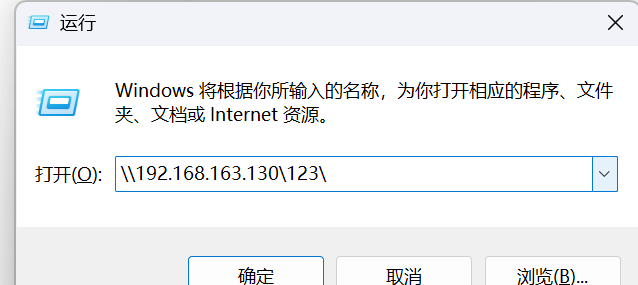 运行
Windows 将根据你所输入的名称，为你打开相应的程序、文件
夹、文档或 Internet 资源。
打开(O): \\192.168.163.130\123\
确定 取消 浏览(B)...